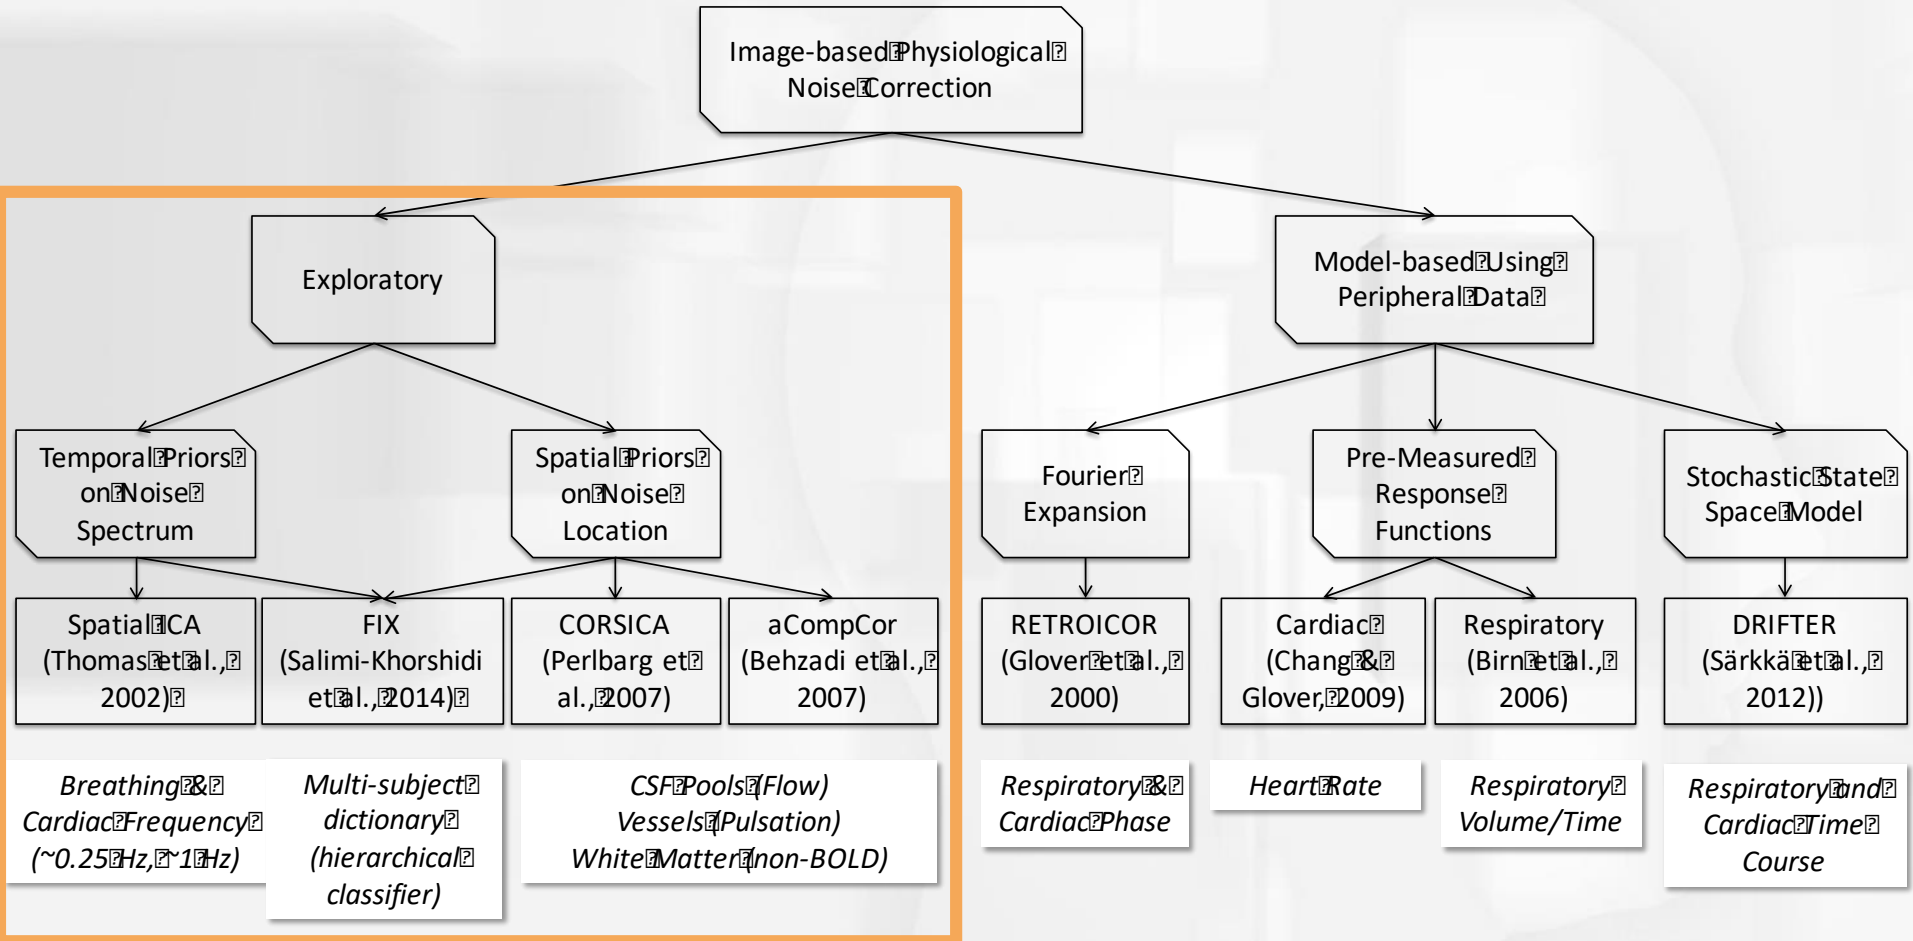 Image-based Physiological
Noise Correction
Exploratory
Model-based Using
Peripheral Data
Temporal Priors
on Noise
Spectrum
Spatial Priors
on Noise
Location
Fourier
Expansion
Pre-Measured
Response
Functions
Stochastic State
Space Model
Spatial ICA
(Thomas et al.,
2002)
FIX
(Salimi-Khorshidi
et al., 2014)
CORSICA
(Perlbarg et
al., 2007)
aCompCor
(Behzadi et al.,
2007)
RETROICOR
(Glover et al.,
2000)
Cardiac
(Chang &
Glover, 2009)
Respiratory
(Birn et al.,
2006)
DRIFTER
(Särkkä et al.,
2012))
Breathing &
Cardiac Frequency
(~0.25 Hz, ~1 Hz)
Multi-subject
dictionary
(hierarchical
classifier)
CSF Pools (Flow)
Vessels (Pulsation)
White Matter (non-BOLD)
Respiratory &
Cardiac Phase
Heart Rate
Respiratory
Volume/Time
Respiratory and
Cardiac Time
Course